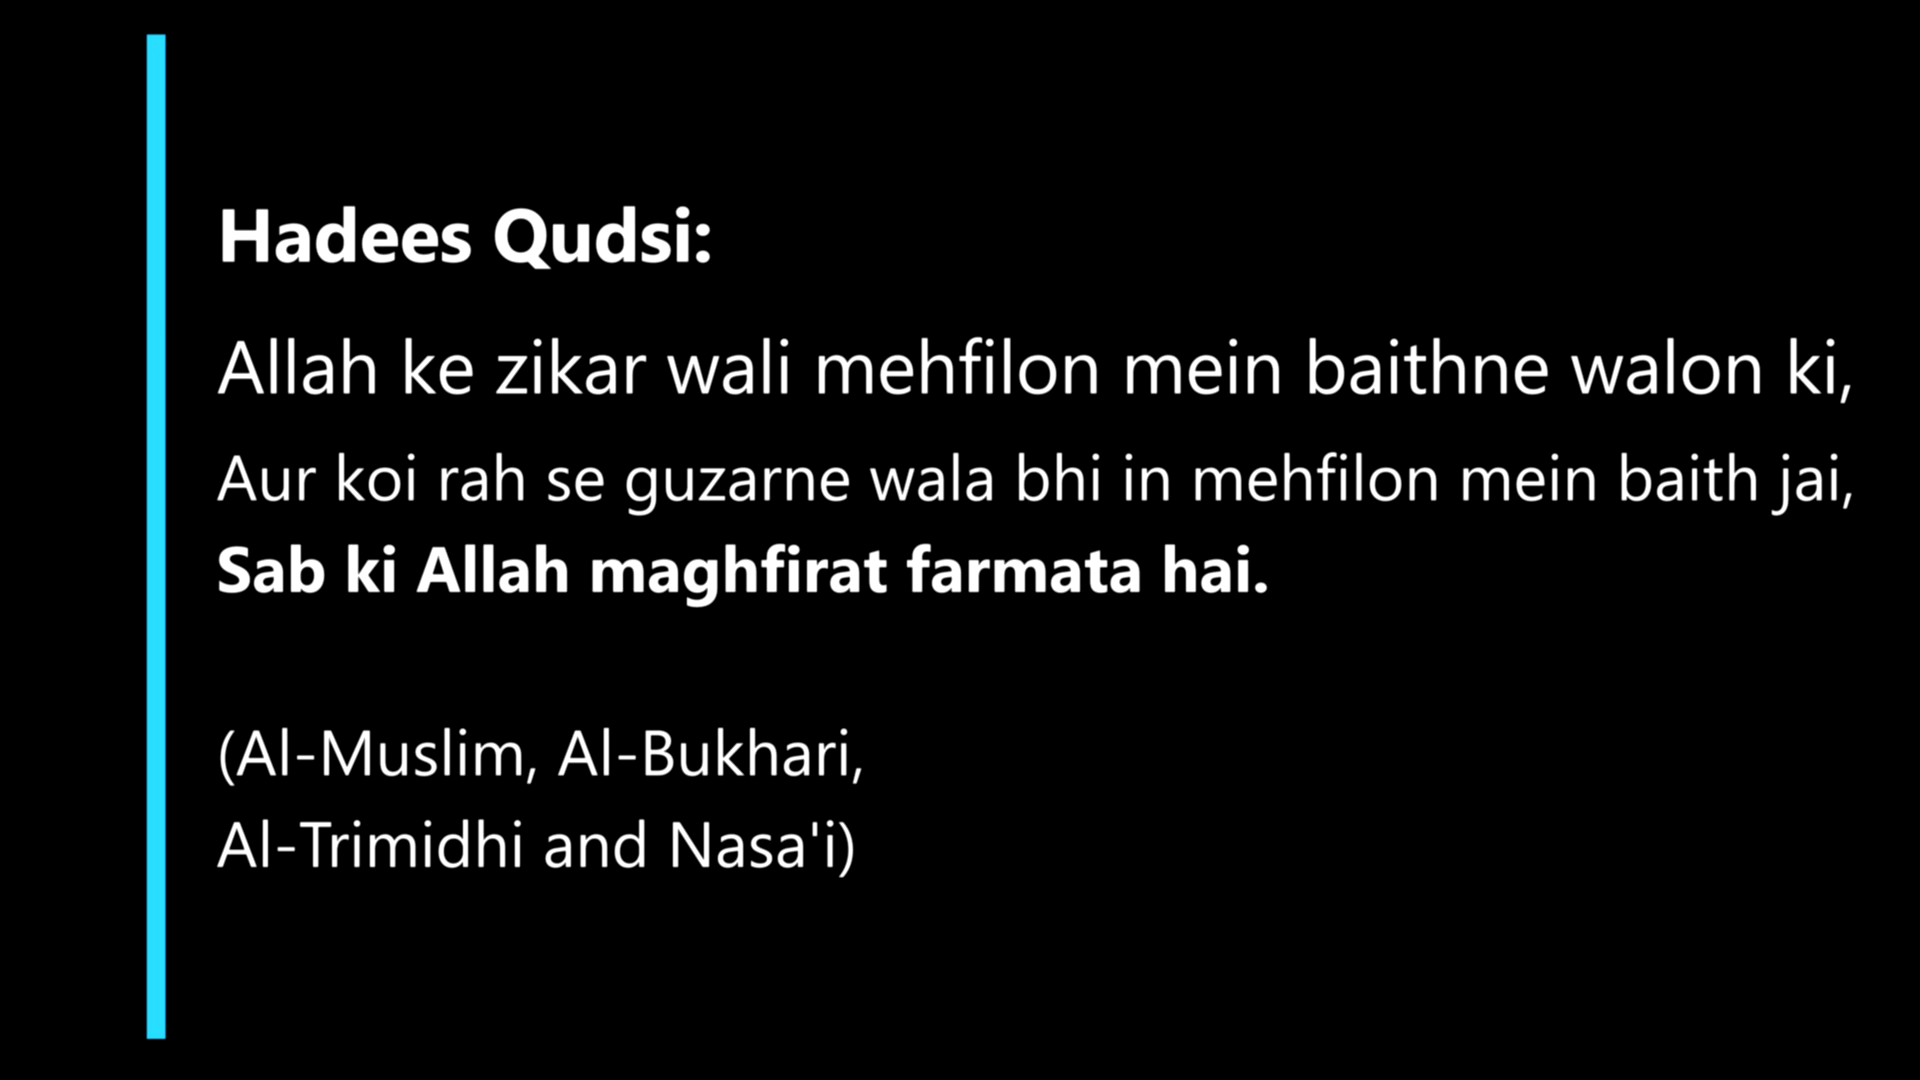 Hadees Qudsi:
Allah ke zikar wali mehfilon mein baithne walon ki,
Aur koi rah se guzarne wala bhi in mehfilon mein baith jai,
Sab ki Allah maghfirat farmata hai.
(Al-Muslim, Al-Bukhari,
Al-Trimidhi and Nasa'i)